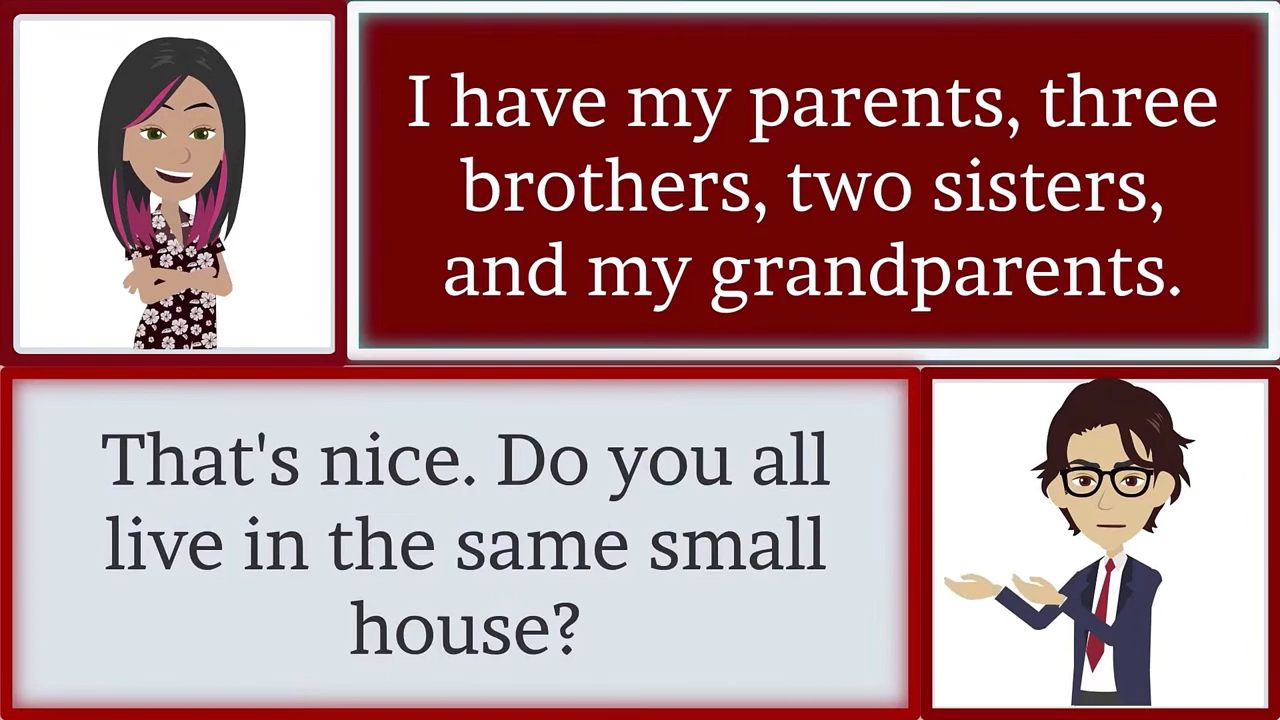 I have my parents, three
brothers, two sisters,
and my grandparents.
That's nice. Do you all
live in the same small
house?